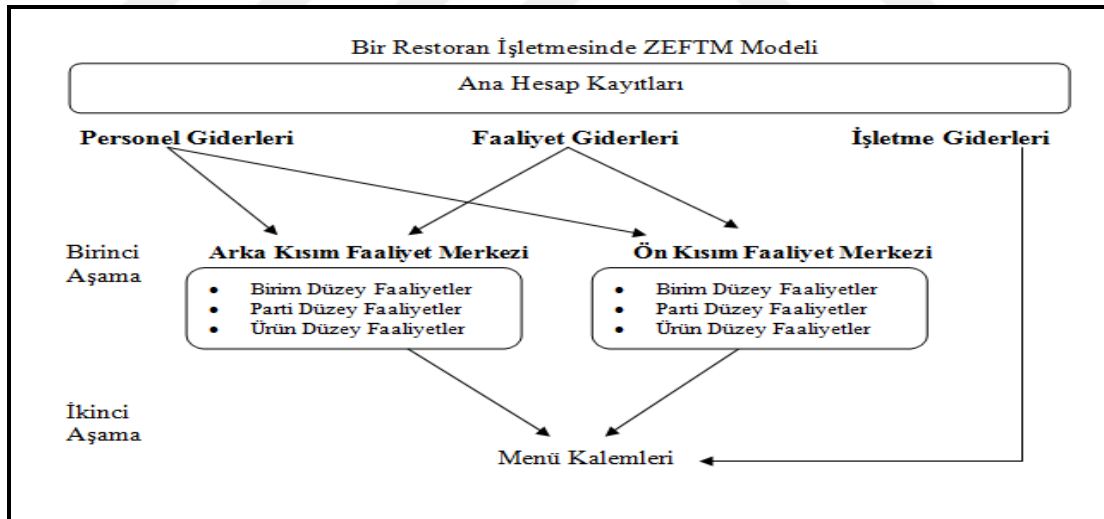 Bir Restoran İşletmesinde ZEFTM Modeli
Ana Hesap Kayıtları
Personel Giderleri
Faaliyet Giderleri
İşletme Giderleri
Birinci
Aşama
Arka Kısım Faaliyet Merkezi
• Birim Düzey Faaliyetler
• Parti Düzey Faaliyetler
• Ürün Düzey Faaliyetler
Ön Kısım Faaliyet Merkezi
• Birim Düzey Faaliyetler
• Parti Düzey Faaliyetler
• Ürün Düzey Faaliyetler
İkinci
Aşama
Menü Kalemleri